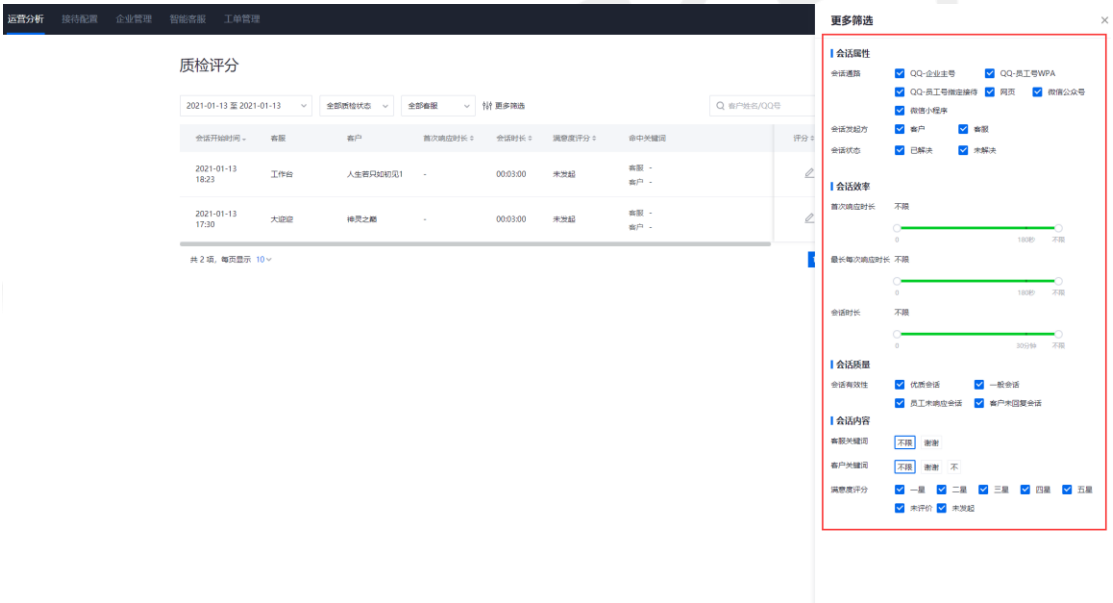 运营分析 接待配置 企业管理 智能客服 工单管理
质检评分
2021-01-13 至 2021-01-13 全部质检状态 全部客服 更多筛选 客户姓名/QQ号
会话开始时间 客服 客户 首次响应时长 会话时长 满意度评分 命中关键词 评分
2021-01-13 18:23 工作台 人生若只如初见1 - 00:03:00 未发起 客服 - 客户 -
2021-01-13 17:30 大迎迎 - 00:03:00 未发起 客服 - 客户 -
共 2 项，每页显示 10
更多筛选
会话属性
会话通路 QQ-企业主号 QQ-员工号WPA
QQ-员工号绑定接待 网页 微信公众号
微信小程序
会话发起方 客户 客服
会话状态 已解决 未解决
会话效率
首次响应时长 不限
0 180秒 不限
最长每次响应时长 不限
0 180秒 不限
会话时长 不限
0 30分钟 不限
会话质量
会话有效性 优质会话 一般会话
员工未响应会话 客户未回复会话
会话内容
客服关键词 不限 谢谢
客户关键词 不限 谢谢 不
满意度评分 一星 二星 三星 四星 五星
未评价 未发起